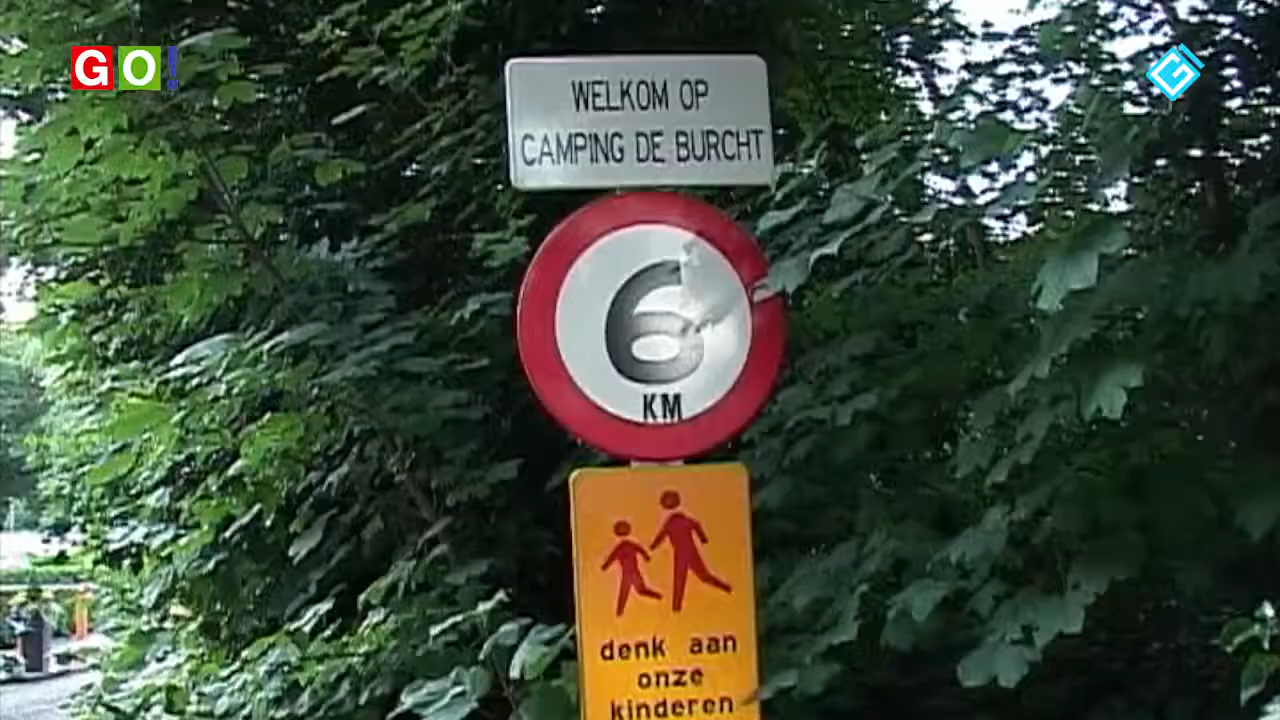 GO!
WELKOM OP
CAMPING DE BURCHT
6
KM
denk aan
onze
kinderen